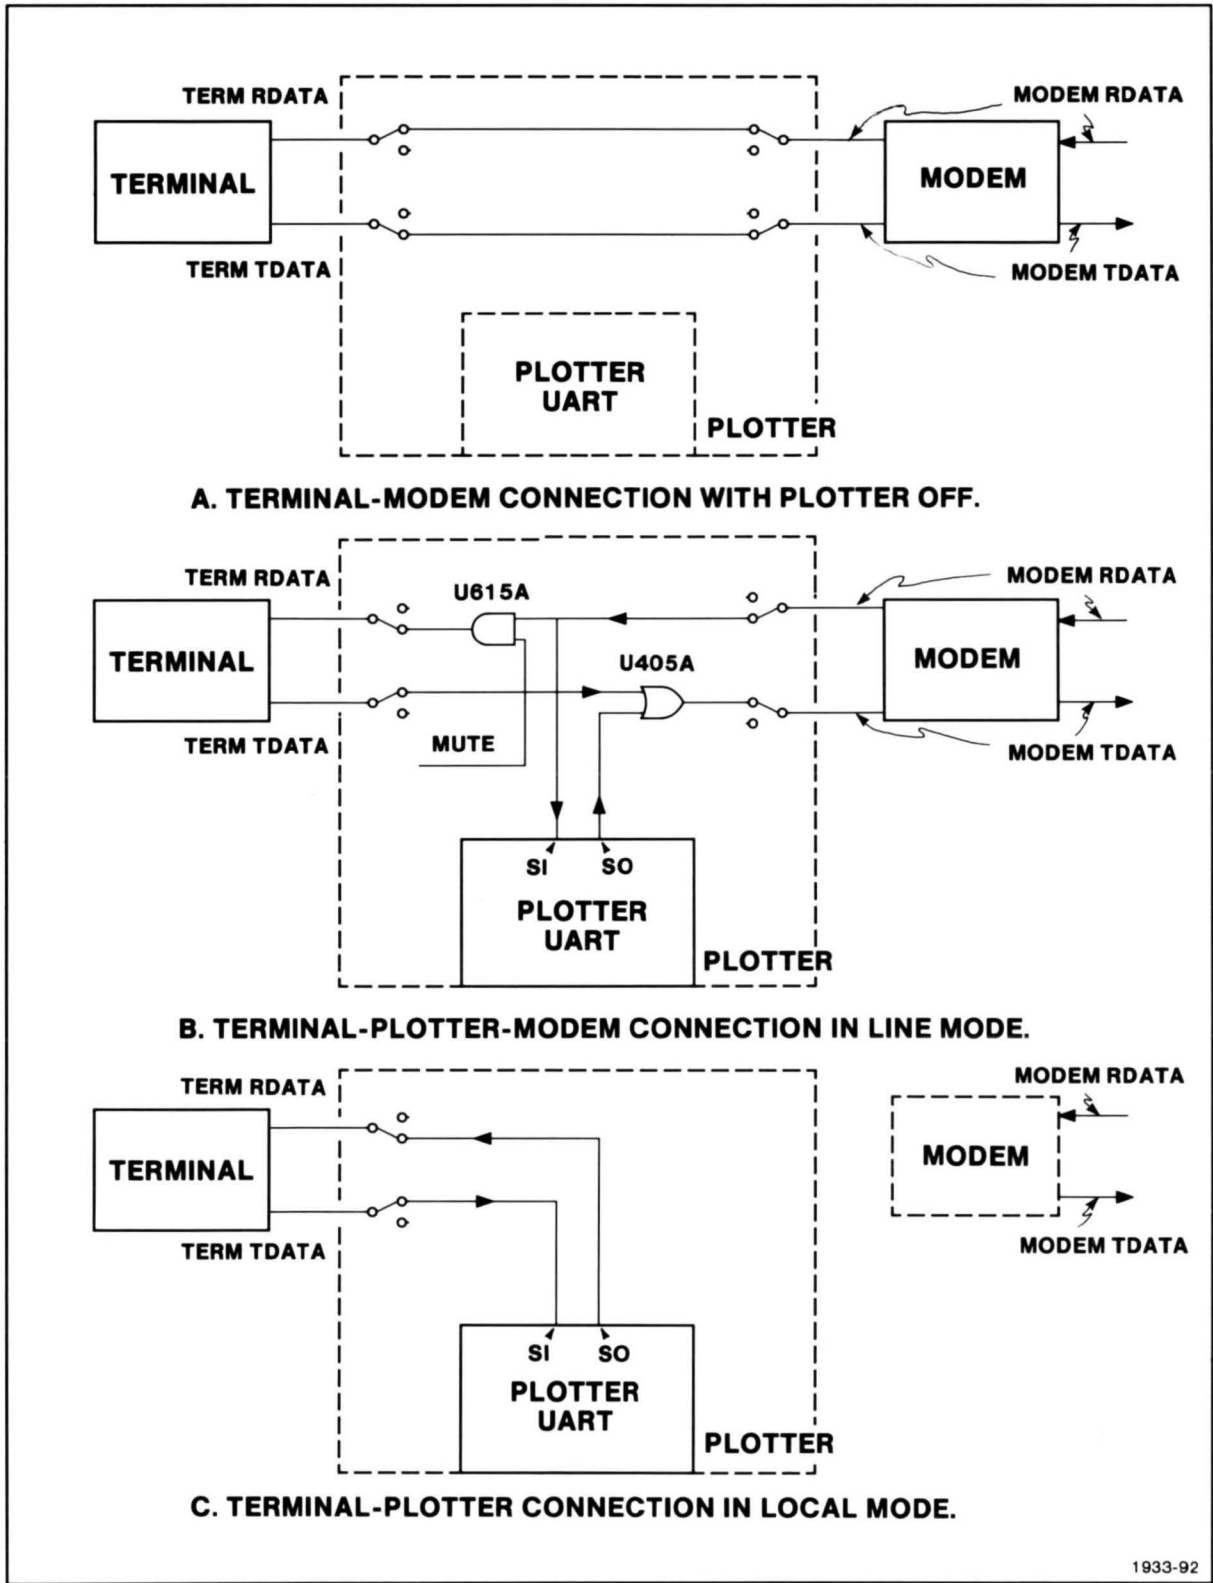 TERM RDATA
MODEM RDATA
TERMINAL
MODEM
TERM TDATA
MODEM TDATA
PLOTTER
UART
PLOTTER
A. TERMINAL-MODEM CONNECTION WITH PLOTTER OFF.
TERM RDATA
MODEM RDATA
U615A
TERMINAL
MODEM
U405A
TERM TDATA
MUTE
MODEM TDATA
SI
SO
PLOTTER
UART
PLOTTER
B. TERMINAL-PLOTTER-MODEM CONNECTION IN LINE MODE.
TERM RDATA
MODEM RDATA
TERMINAL
MODEM
TERM TDATA
MODEM TDATA
SI
SO
PLOTTER
UART
PLOTTER
C. TERMINAL-PLOTTER CONNECTION IN LOCAL MODE.
1933-92